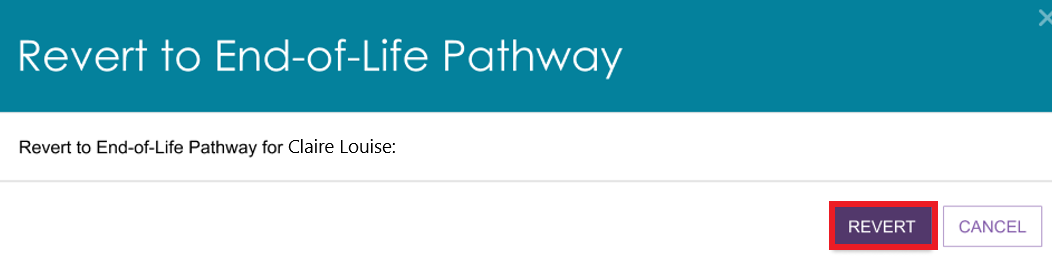 Revert to End-of-Life Pathway
Revert to End-of-Life Pathway for Claire Louise:
REVERT CANCEL